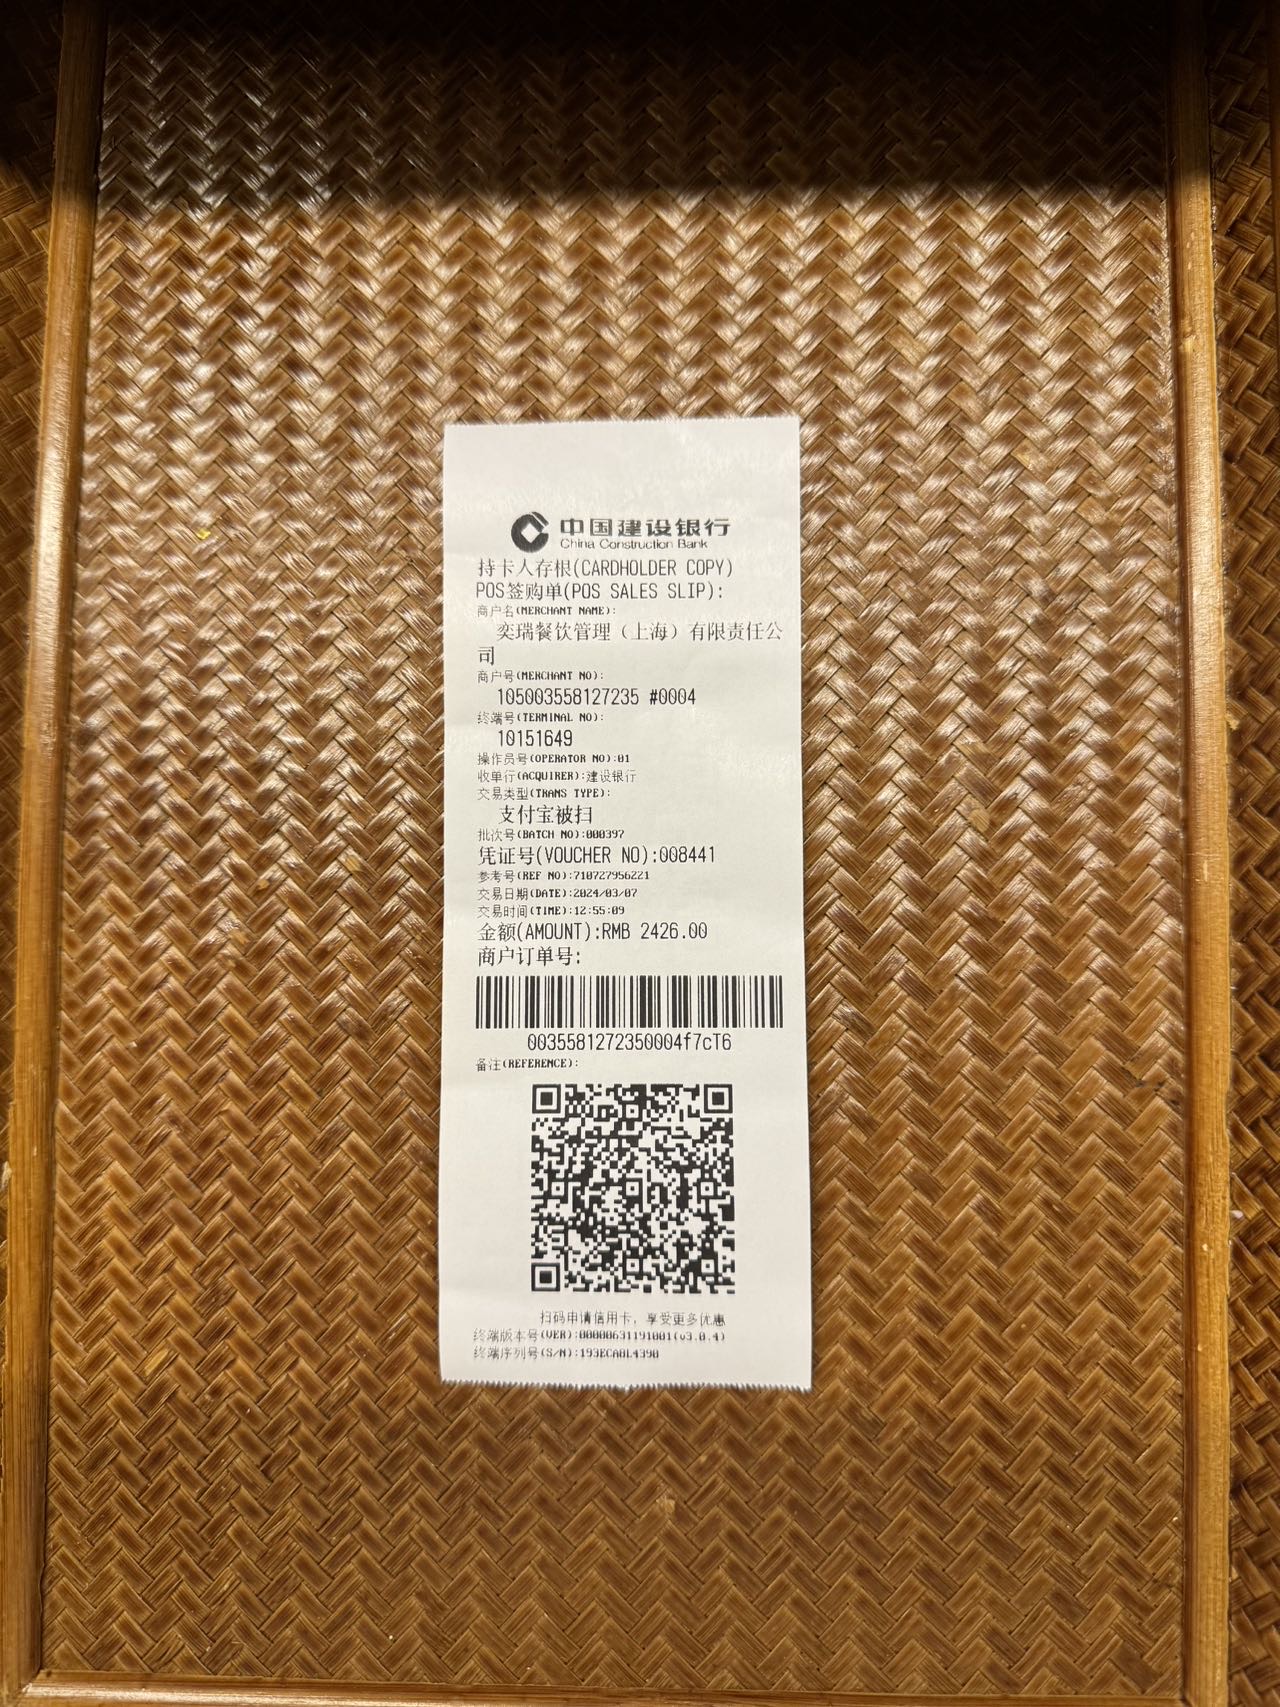 中国建设银行
China Construction Bank
持卡人存根(CARDHOLDER COPY)
POS签购单(POS SALES SLIP):
商户名(MERCHANT NAME):
奕瑞餐饮管理（上海）有限责任公
司
商户号(MERCHANT NO):
105003558127235 #0004
终端号(TERMINAL NO):
10151649
操作员号(OPERATOR NO):01
收单行(ACQUIRER):建设银行
交易类型(TRANS TYPE):
支付宝被扫
批次号(BATCH NO):000397
凭证号(VOUCHER NO):008441
参考号(REF NO):710727956221
交易日期(DATE):2024/03/07
交易时间(TIME):12:55:09
金额(AMOUNT):RMB 2426.00
商户订单号:
0035581272350004f7cT6
备注(REFERENCE):
扫码申请信用卡，享受更多优惠
终端版本号(VER):00000631191001(v3.0.4)
终端序列号(S/N):193ECA8L4390